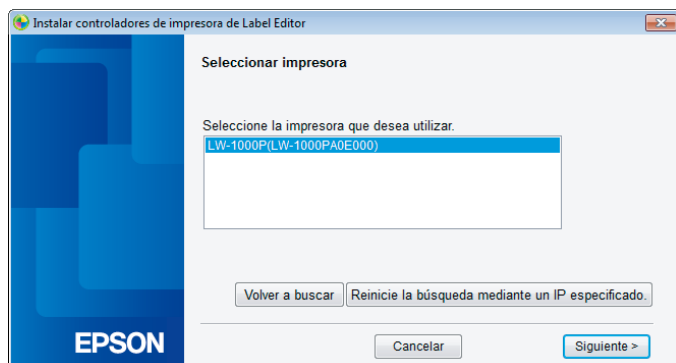 Instalar controladores de impresora de Label Editor
Seleccionar impresora
Seleccione la impresora que desea utilizar.
LW-1000P(LW-1000PA0E000)
Volver a buscar Reinicie la búsqueda mediante un IP especificado.
EPSON
Cancelar Siguiente >